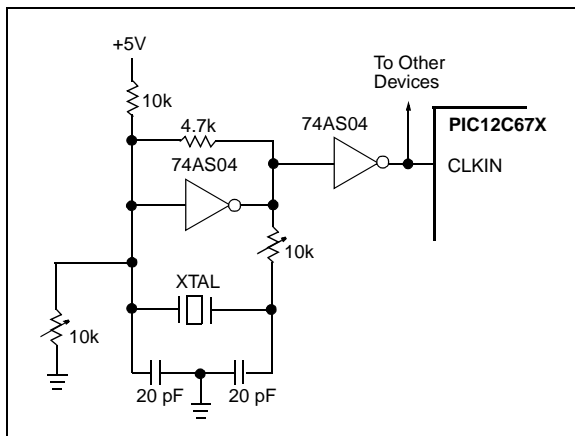 +5V
To Other
Devices
10k
4.7k
74AS04
PIC12C67X
74AS04
CLKIN
10k
XTAL
10k
20 pF
20 pF